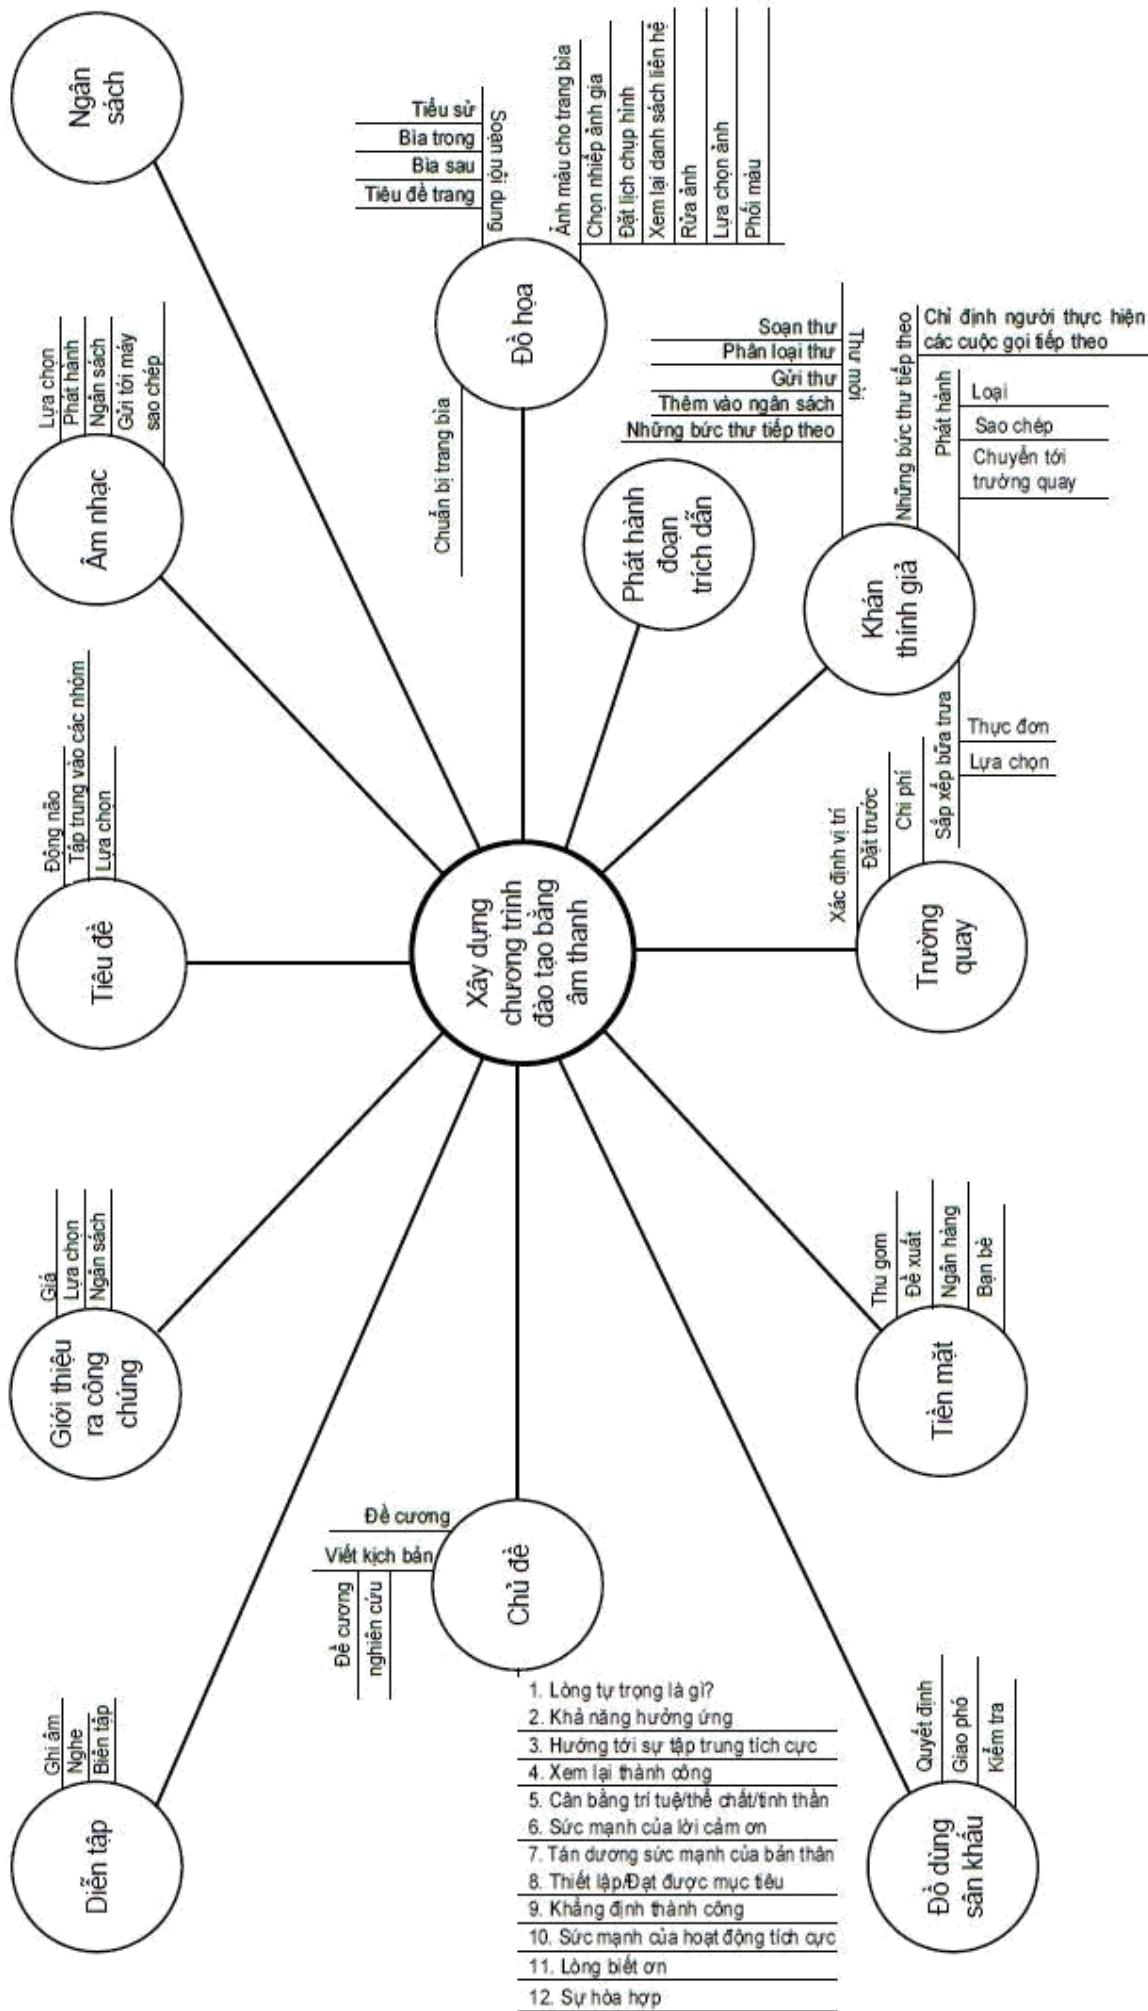 Ngân
sách
Tiểu sử
Bìa trong
Bìa sau
Tiêu đề trang
Soạn nội dung
Ảnh màu cho trang bìa
Chọn nhiếp ảnh gia
Đặt lịch chụp hình
Xem lại danh sách liên hệ
Rửa ảnh
Lựa chọn ảnh
Phối màu
Đồ họa
Chuẩn bị trang bìa
Lựa chọn
Phát hành
Ngân sách
Gửi tới máy
sao chép
Âm nhạc
Soạn thư
Phân loại thư
Gửi thư
Thêm vào ngân sách
Những bức thư tiếp theo
Thư mời
Phát hành
đoạn
trích dẫn
Những bức thư tiếp theo
Chỉ định người thực hiện
các cuộc gọi tiếp theo
Phát hành
Loại
Sao chép
Chuyển tới
trường quay
Khán
thính giả
Sắp xếp bữa trưa
Thực đơn
Lựa chọn
Động não
Tập trung vào các nhóm
Lựa chọn
Tiêu đề
Xây dựng
chương trình
đào tạo bằng
âm thanh
Xác định vị trí
Đặt trước
Chi phí
Trường
quay
Giá
Lựa chọn
Ngân sách
Giới thiệu
ra công
chúng
Thu gom
Đề xuất
Ngân hàng
Bạn bè
Tiền mặt
Đề cương
Viết kịch bản
Đề cương
nghiên cứu
Chủ đề
1. Lòng tự trọng là gì?
2. Khả năng hưởng ứng
3. Hướng tới sự tập trung tích cực
4. Xem lại thành công
5. Cân bằng trí tuệ/thể chất/tinh thần
6. Sức mạnh của lời cảm ơn
7. Tán dương sức mạnh của bản thân
8. Thiết lập/Đạt được mục tiêu
9. Khẳng định thành công
10. Sức mạnh của hoạt động tích cực
11. Lòng biết ơn
12. Sự hòa hợp
Ghi âm
Nghe
Biên tập
Diễn tập
Quyết định
Giao phó
Kiểm tra
Đồ dùng
sân khấu